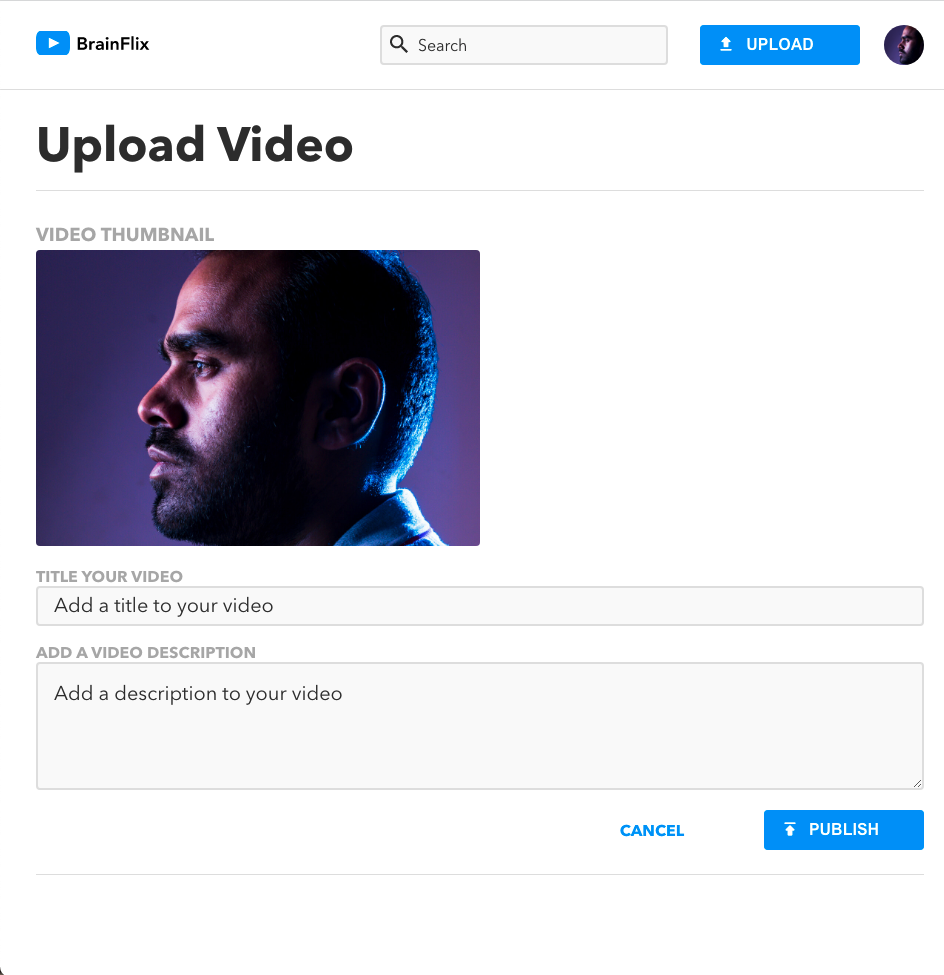 BrainFlix
Search
UPLOAD
Upload Video
VIDEO THUMBNAIL
TITLE YOUR VIDEO
Add a title to your video
ADD A VIDEO DESCRIPTION
Add a description to your video
CANCEL
PUBLISH